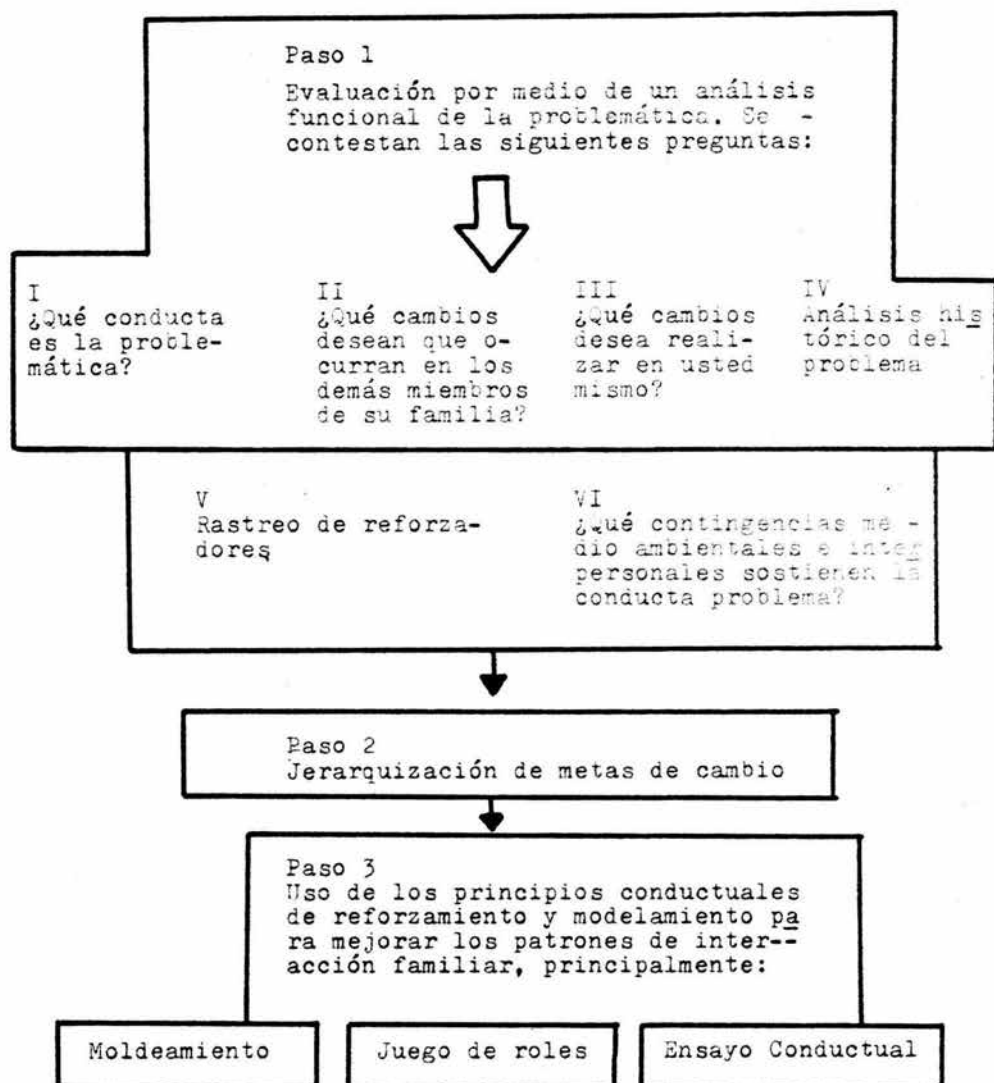 Paso 1
Evaluación por medio de un análisis
funcional de la problemática. Se -
contestan las siguientes preguntas:
I
¿Qué conducta
es la proble-
mática?
II
¿Qué cambios
desean que o-
curran en los
demás miembros
de su familia?
III
¿Qué cambios
desea reali-
zar en usted
mismo?
IV
Análisis his
tórico del
problema
V
Rastreo de reforza-
dores
VI
¿Qué contingencias me -
dio ambientales e inter
personales sostienen la
conducta problema?
Paso 2
Jerarquización de metas de cambio
Paso 3
Uso de los principios conductuales
de reforzamiento y modelamiento pa
ra mejorar los patrones de inter--
acción familiar, principalmente:
Moldeamiento
Juego de roles
Ensayo Conductual